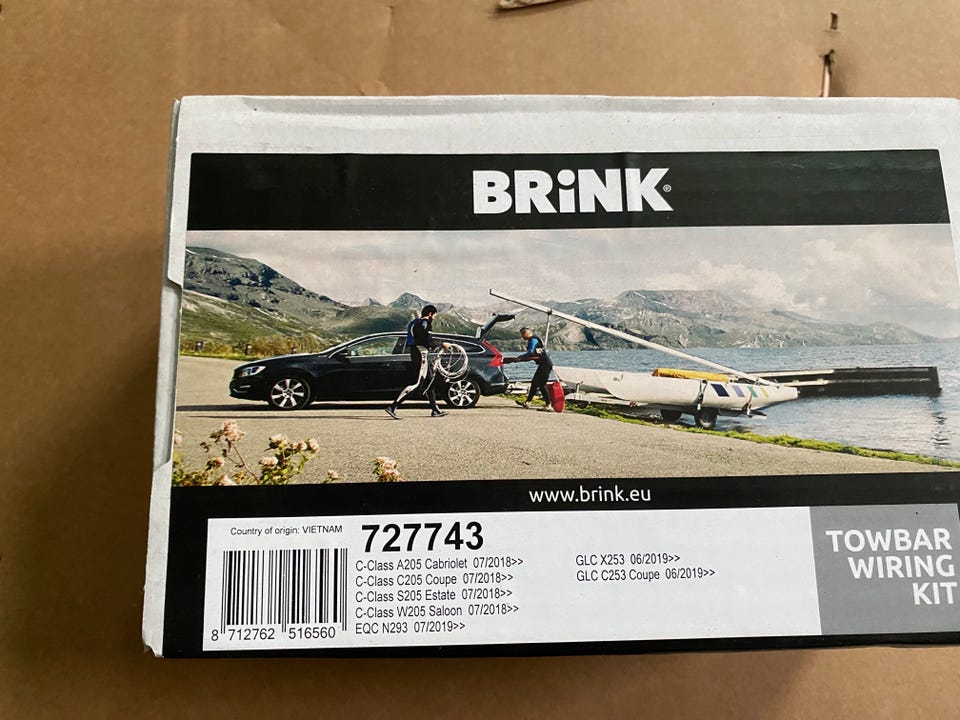 BRiNK®
www.brink.eu
Country of origin: VIETNAM
727743
C-Class A205 Cabriolet 07/2018>>
C-Class C205 Coupe 07/2018>>
C-Class S205 Estate 07/2018>>
C-Class W205 Saloon 07/2018>>
EQC N293 07/2019>>
GLC X253 06/2019>>
GLC C253 Coupe 06/2019>>
8 712762 516560
TOWBAR
WIRING
KIT